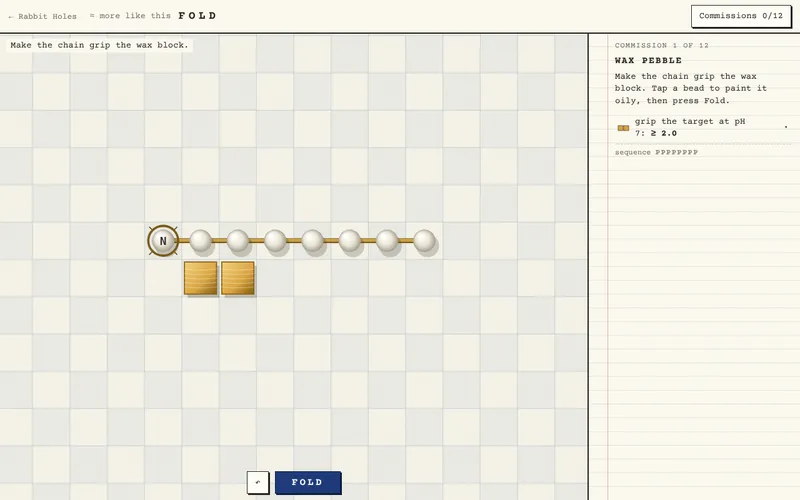 ← Rabbit Holes
≈ more like this
FOLD
Commissions 0/12
Make the chain grip the wax block.
COMMISSION 1 OF 12
WAX PEBBLE
Make the chain grip the wax
block. Tap a bead to paint it
oily, then press Fold.
grip the target at pH
7: ≥ 2.0
sequence PPPPPPPP
N
↶
FOLD